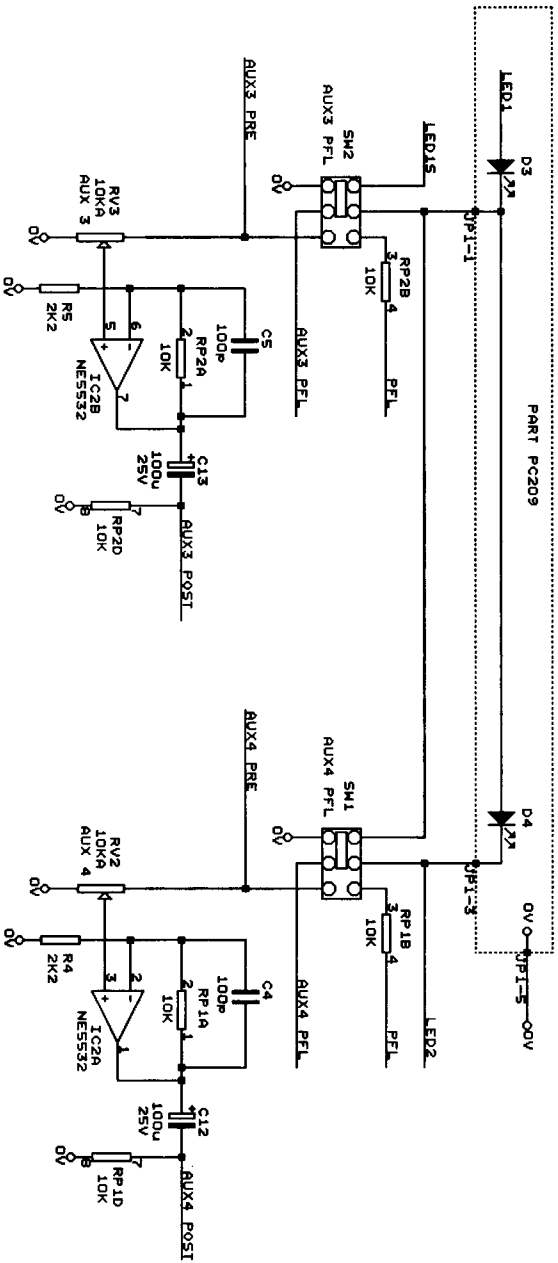 PART PC209
LED1
D3
D4
0V
JP1-5
0V
JP1-1
JP1-3
LED1S
SW2
AUX3 PFL
0V
3
RP2B
10K
4
PFL
AUX3 PFL
AUX3 PRE
RV3
10KA
AUX 3
0V
0V
R5
2K2
C5
100p
2
RP2A
10K
1
6
5
7
IC2B
NE5532
C13
100u
25V
+
7
RP2D
10K
8
0V
AUX3 POST
LED2
SW1
AUX4 PFL
0V
3
RP1B
10K
4
PFL
AUX4 PFL
AUX4 PRE
RV2
10KA
AUX 4
0V
0V
R4
2K2
C4
100p
2
RP1A
10K
1
2
3
1
IC2A
NE5532
C12
100u
25V
+
7
RP1D
10K
8
0V
AUX4 POST